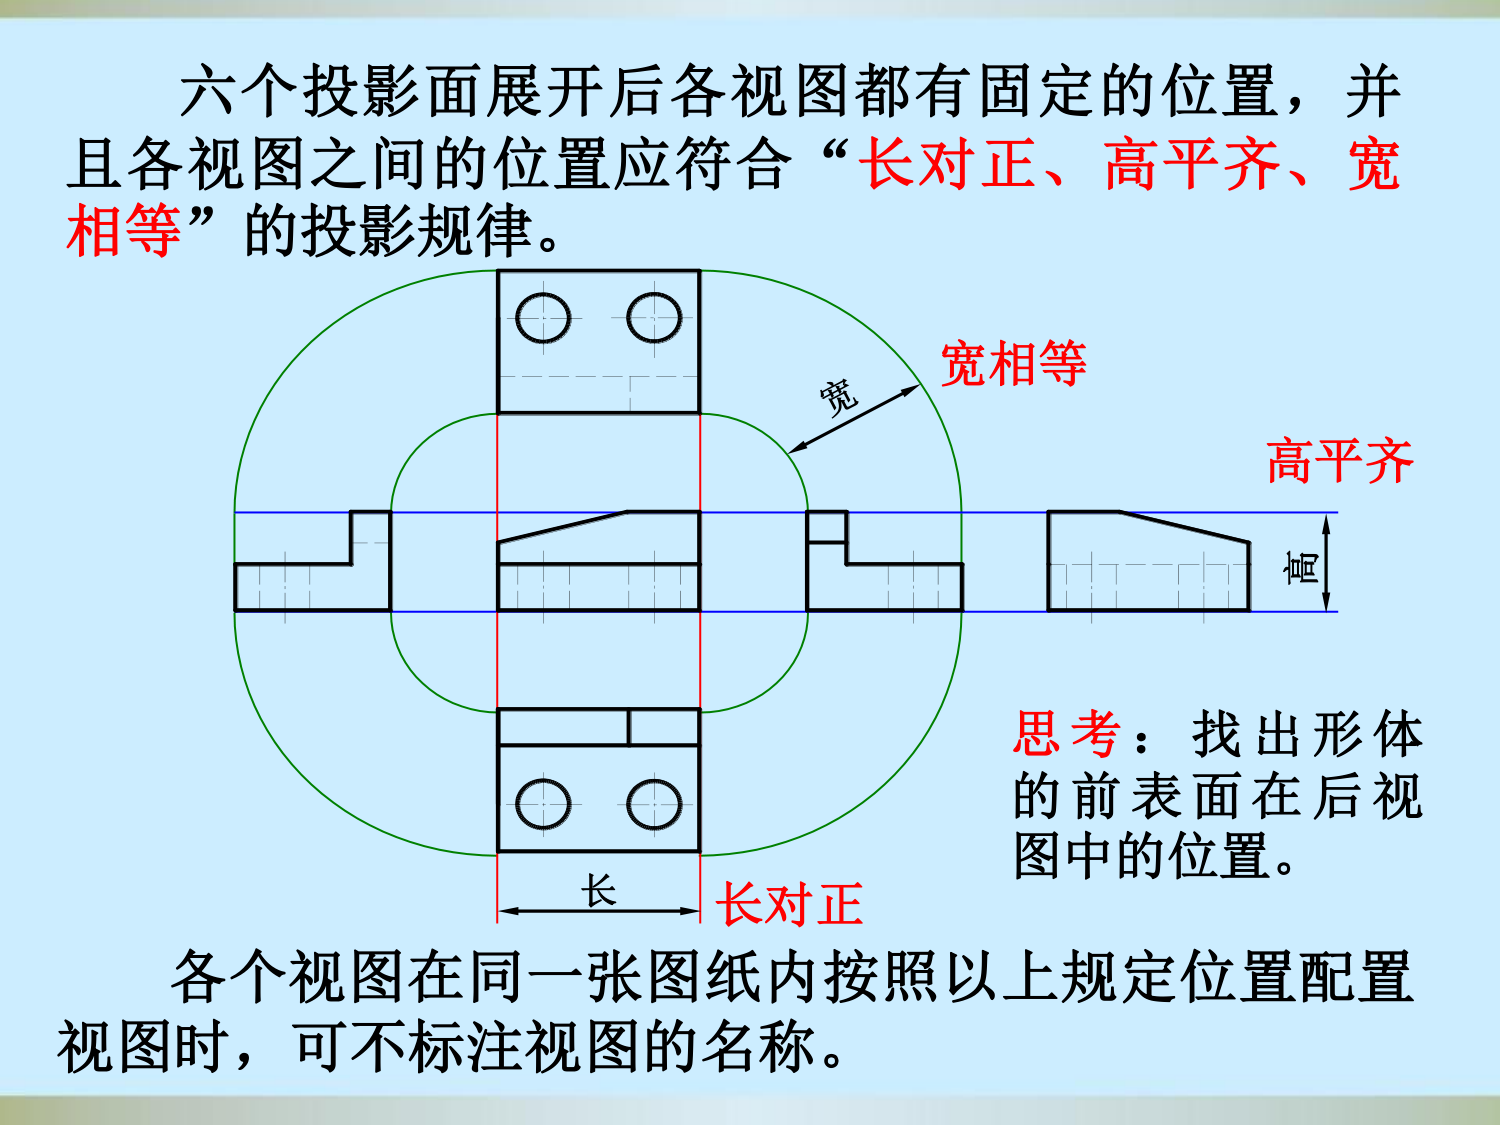 六个投影面展开后各视图都有固定的位置，并
且各视图之间的位置应符合“长对正、高平齐、宽
相等”的投影规律。
宽相等
宽
高平齐
高
思考：找出形体
的前表面在后视
图中的位置。
长
长对正
各个视图在同一张图纸内按照以上规定位置配置
视图时，可不标注视图的名称。